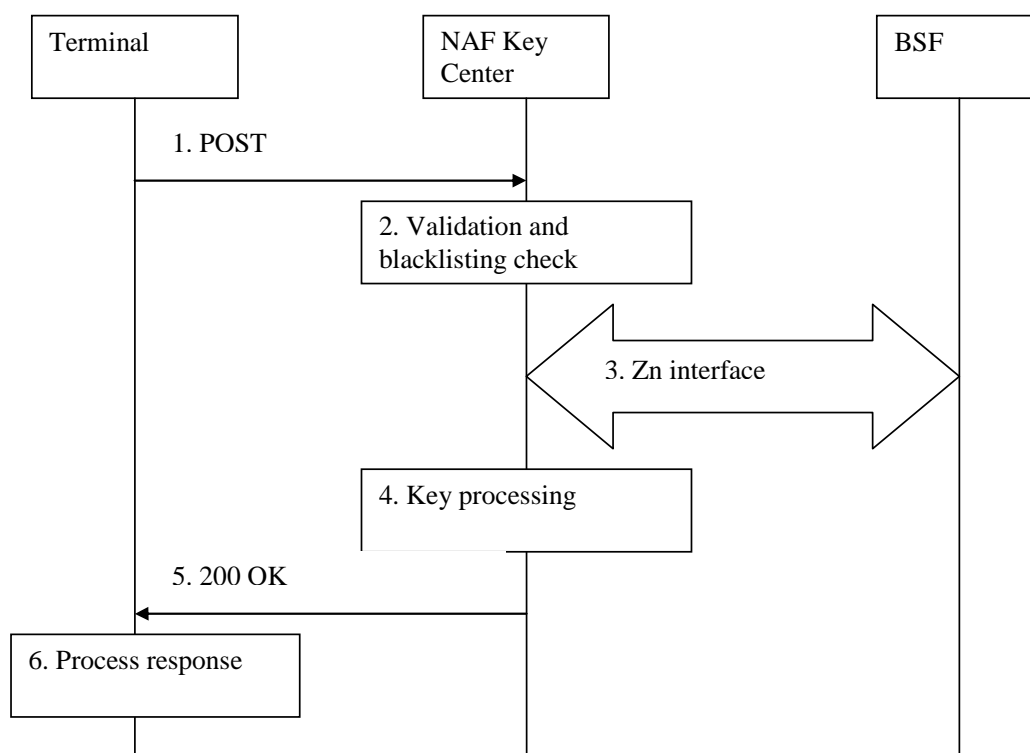 Terminal
NAF Key
Center
BSF
1. POST
2. Validation and
blacklisting check
3. Zn interface
4. Key processing
5. 200 OK
6. Process response